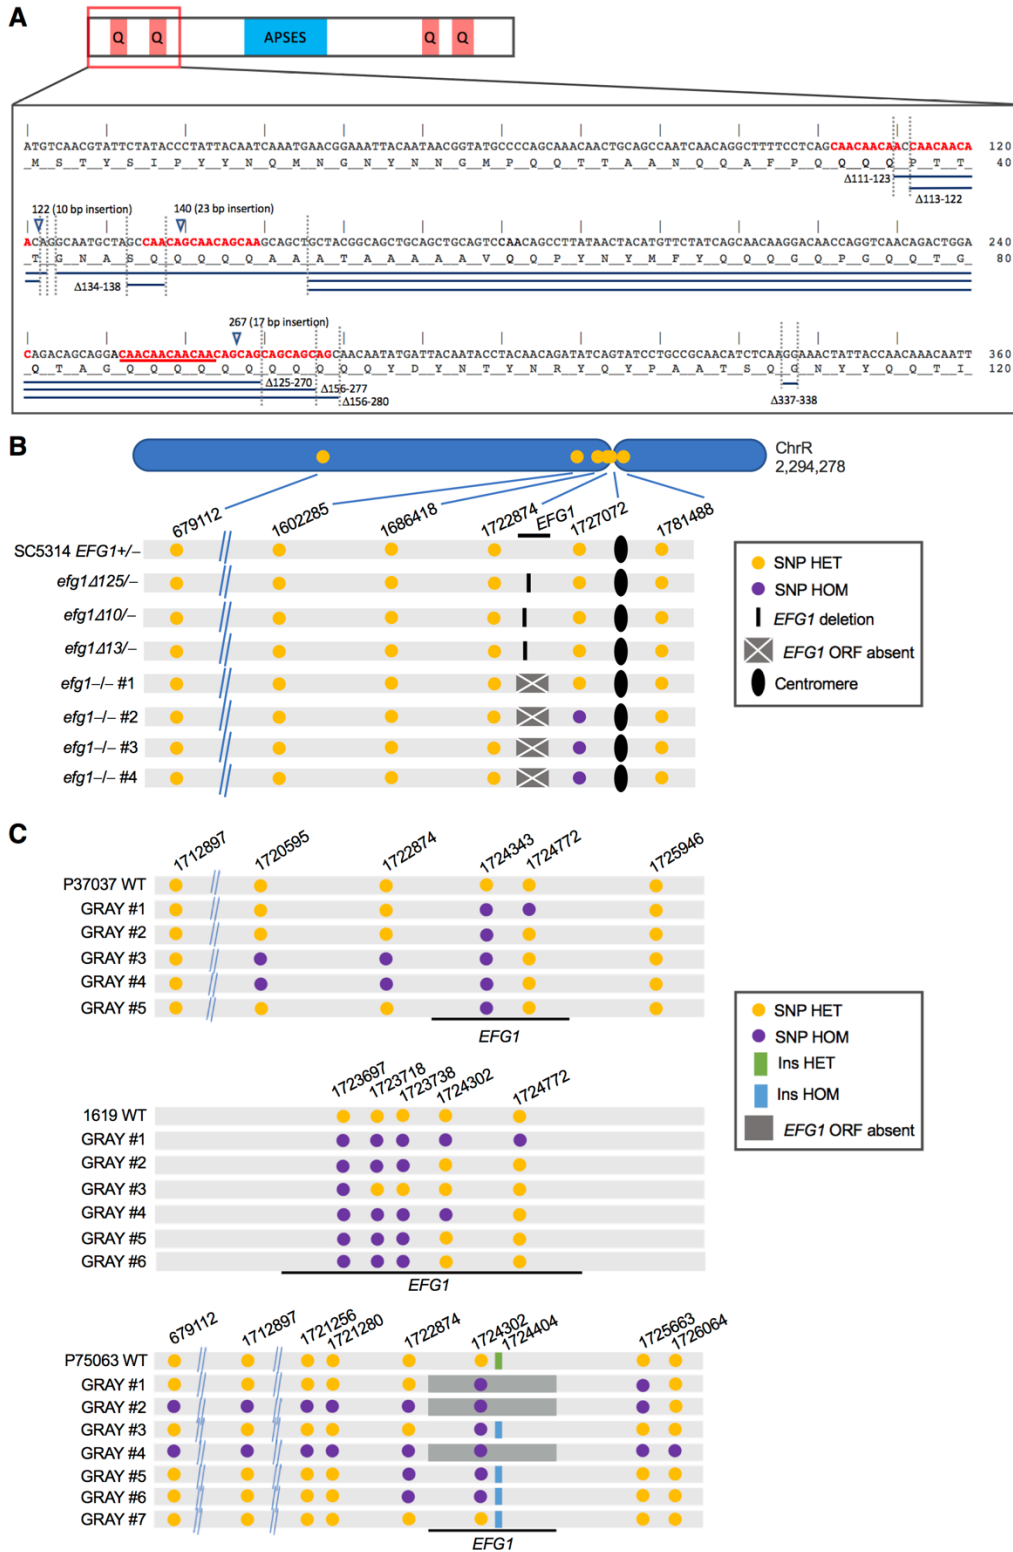 A
Q Q APSES Q Q
ATGTCAACGTATTCTATACCCTATTACAATCAAATGAACGGAAATTACAATAACGGTATGCCCCAGCAAACAACTGCAGCCAATCAACAGGCTTTTCCTCAGCAACAACAACCCAACAACA 120
M S T Y S I P Y Y N Q M N G N Y N N G M P Q Q T T A A N Q Q A F P Q Q Q Q P T T 40
Δ111-123
Δ113-122
122 (10 bp insertion) 140 (23 bp insertion)
ACAGGCAATGCTAGCCAACAGCAACAGCAAGCAGCTGCTACGGCAGCTGCAGCTGCAGTCCAACAGCCTTATAACTACATGTTCTATCAGCAACAAGGACAACCAGGTCAACAGACTGGA 240
T G N A S Q Q Q Q Q A A A T A A A A A V Q Q P Y N Y M F Y Q Q Q G Q P G Q Q T G 80
Δ134-138
267 (17 bp insertion)
CAGACAGCAGGACAACAACAACAACAGCAGCAGCAGCAGCAACAATATGATTACAATACCTACAACAGATATCAGTATCCTGCCGCAACATCTCAAGGAAACTATTACCAACAAACAATT 360
Q T A G Q Q Q Q Q Q Q Q Q Q Q Y D Y N T Y N R Y Q Y P A A T S Q G N Y Y Q Q T I 120
Δ125-270
Δ156-277
Δ156-280
Δ337-338
B
ChrR
2,294,278
679112 1602285 1686418 1722874 EFG1 1727072 1781488
SC5314 EFG1+/–
efg1Δ125/–
efg1Δ10/–
efg1Δ13/–
efg1–/– #1
efg1–/– #2
efg1–/– #3
efg1–/– #4
SNP HET
SNP HOM
EFG1 deletion
EFG1 ORF absent
Centromere
C
1712897 1720595 1722874 1724343 1724772 1725946
P37037 WT
GRAY #1
GRAY #2
GRAY #3
GRAY #4
GRAY #5
EFG1
1723697 1723718 1723738 1724302 1724772
1619 WT
GRAY #1
GRAY #2
GRAY #3
GRAY #4
GRAY #5
GRAY #6
EFG1
SNP HET
SNP HOM
Ins HET
Ins HOM
EFG1 ORF absent
679112 1712897 1721256 1721280 1722874 1724302 1724404 1725663 1726064
P75063 WT
GRAY #1
GRAY #2
GRAY #3
GRAY #4
GRAY #5
GRAY #6
GRAY #7
EFG1